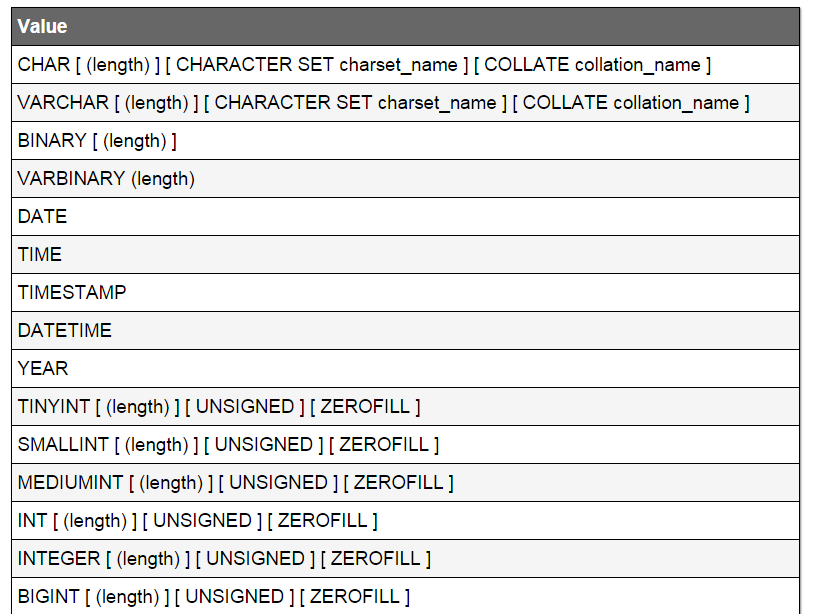 Value
CHAR [ (length) ] [ CHARACTER SET charset_name ] [ COLLATE collation_name ]
VARCHAR [ (length) ] [ CHARACTER SET charset_name ] [ COLLATE collation_name ]
BINARY [ (length) ]
VARBINARY (length)
DATE
TIME
TIMESTAMP
DATETIME
YEAR
TINYINT [ (length) ] [ UNSIGNED ] [ ZEROFILL ]
SMALLINT [ (length) ] [ UNSIGNED ] [ ZEROFILL ]
MEDIUMINT [ (length) ] [ UNSIGNED ] [ ZEROFILL ]
INT [ (length) ] [ UNSIGNED ] [ ZEROFILL ]
INTEGER [ (length) ] [ UNSIGNED ] [ ZEROFILL ]
BIGINT [ (length) ] [ UNSIGNED ] [ ZEROFILL ]